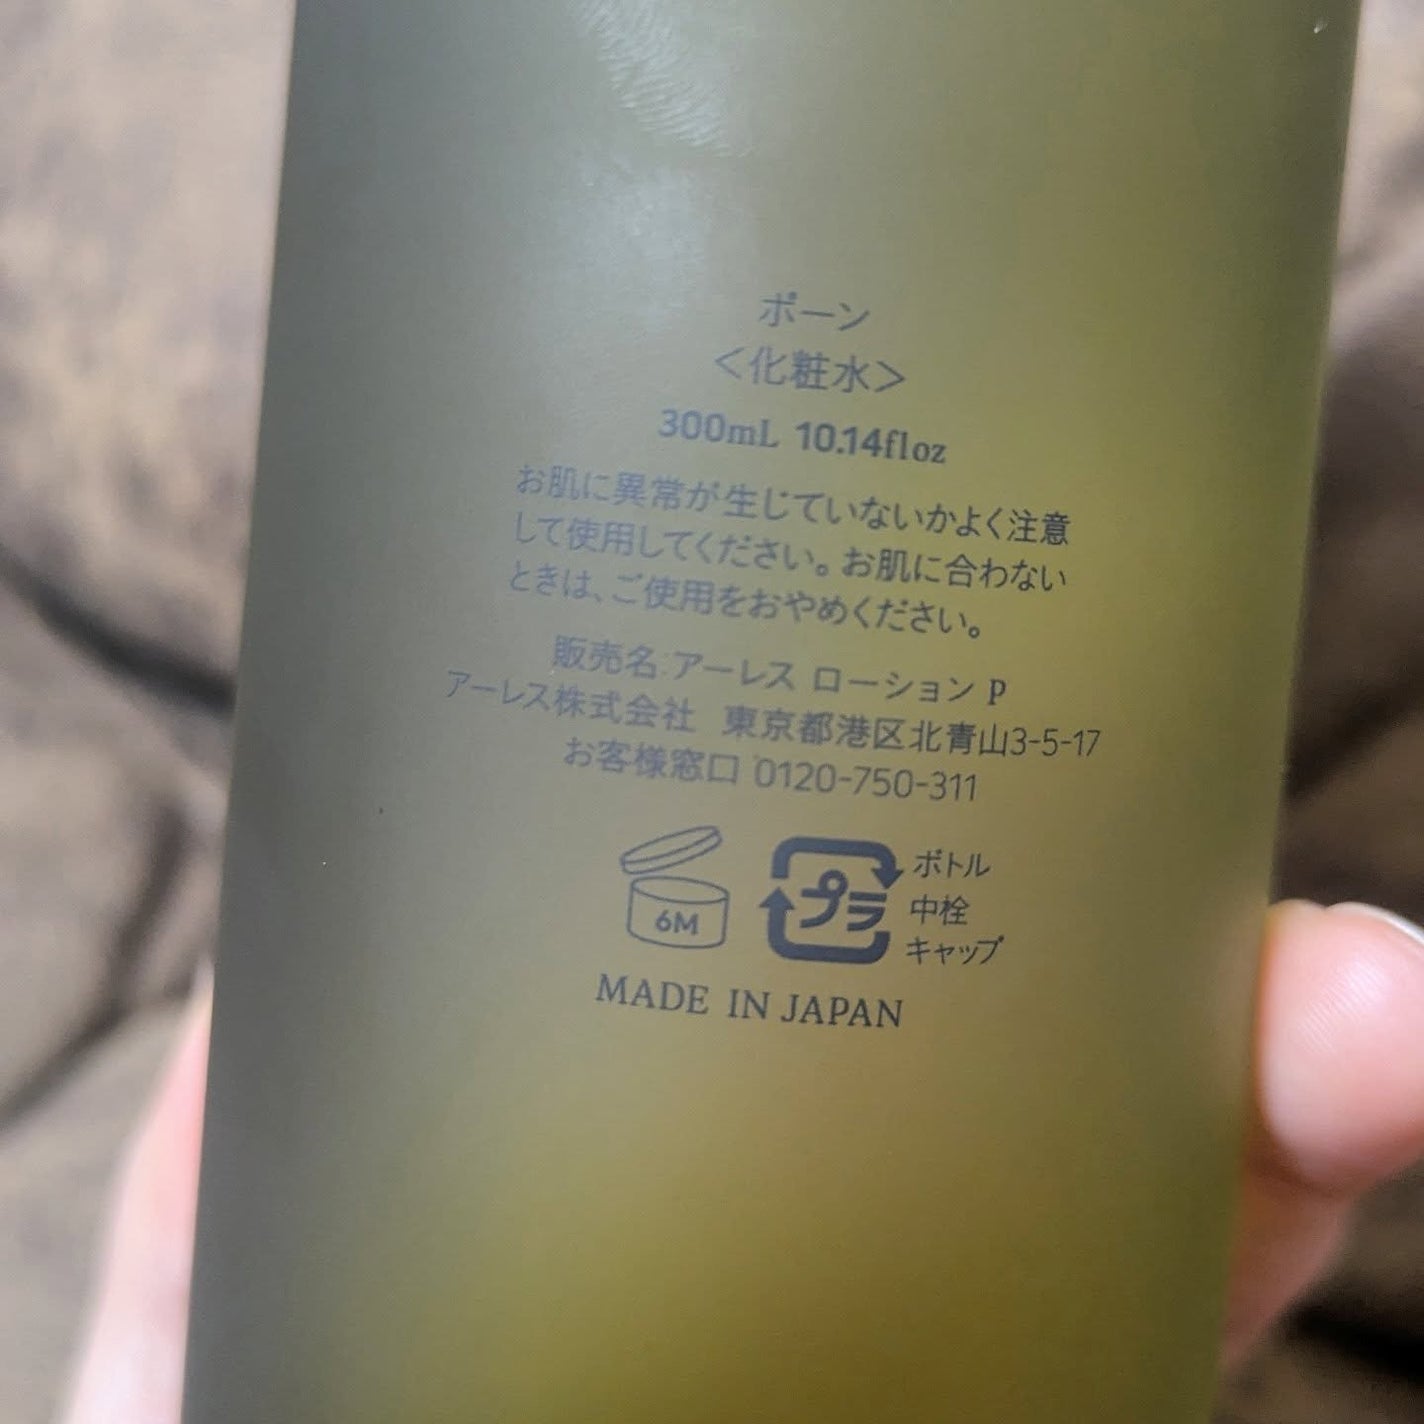 ポーン
＜化粧水＞
300mL 10.14floz
お肌に異常が生じていないかよく注意
して使用してください。お肌に合わない
ときは、ご使用をおやめください。
販売名:アーレス ローション P
アーレス株式会社 東京都港区北青山3-5-17
お客様窓口 0120-750-311
6M
プラ
ボトル
中栓
キャップ
MADE IN JAPAN